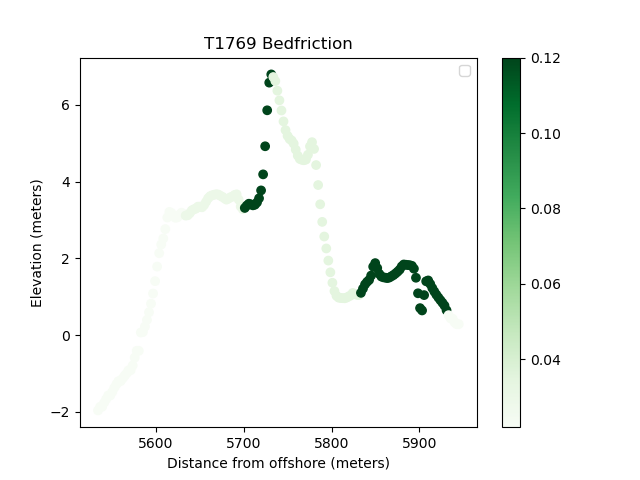 T1769 Bedfriction
6
4
2
0
−2
Elevation (meters)
5600 5700 5800 5900
Distance from offshore (meters)
0.12
0.10
0.08
0.06
0.04